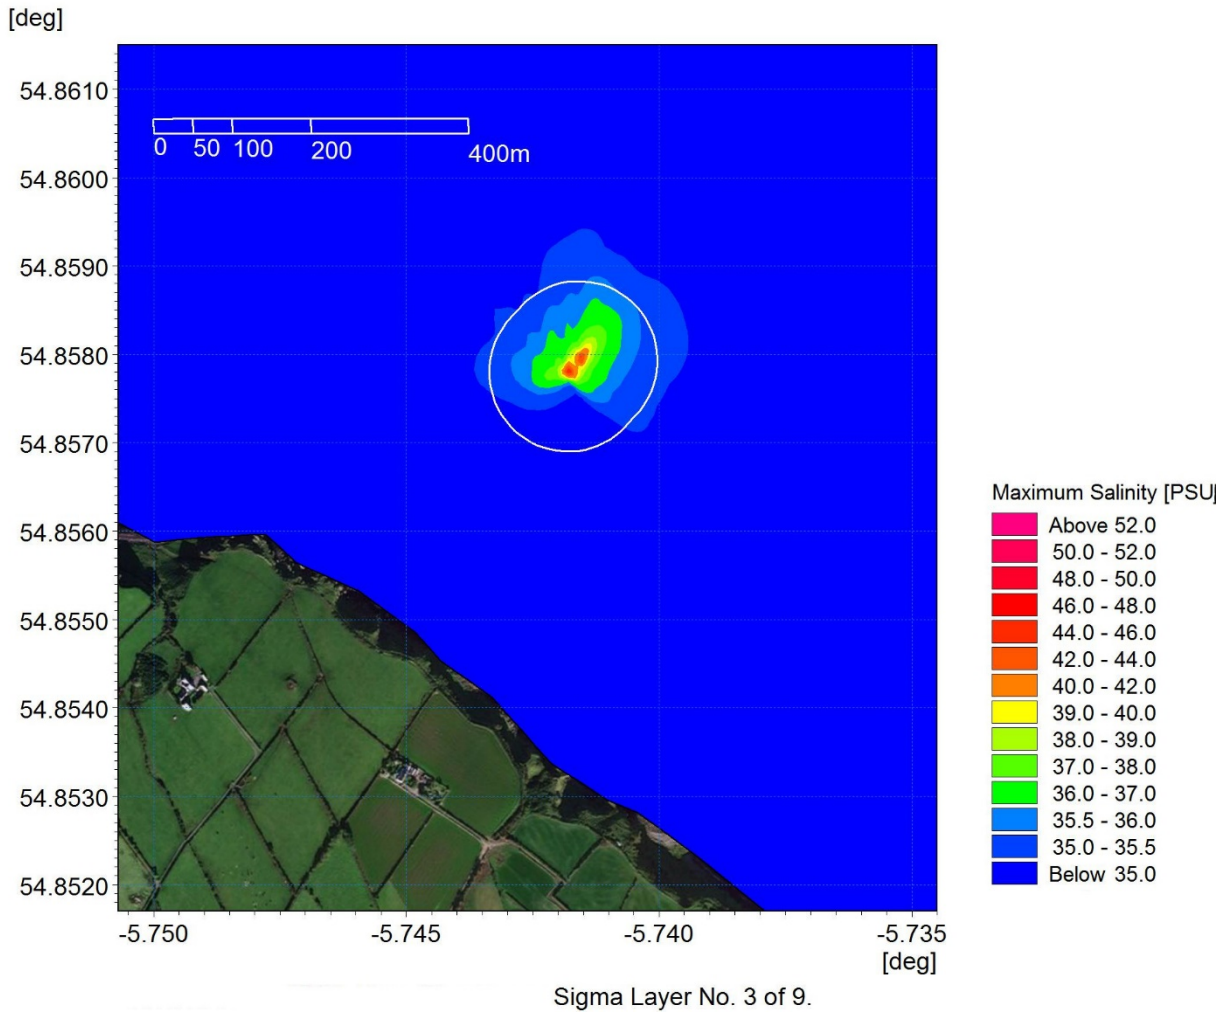 [deg]
54.8610
54.8600
54.8590
54.8580
54.8570
54.8560
54.8550
54.8540
54.8530
54.8520
0 50 100 200 400m
-5.750 -5.745 -5.740 -5.735
[deg]
Sigma Layer No. 3 of 9.
Maximum Salinity [PSU]
Above 52.0
50.0 - 52.0
48.0 - 50.0
46.0 - 48.0
44.0 - 46.0
42.0 - 44.0
40.0 - 42.0
39.0 - 40.0
38.0 - 39.0
37.0 - 38.0
36.0 - 37.0
35.5 - 36.0
35.0 - 35.5
Below 35.0